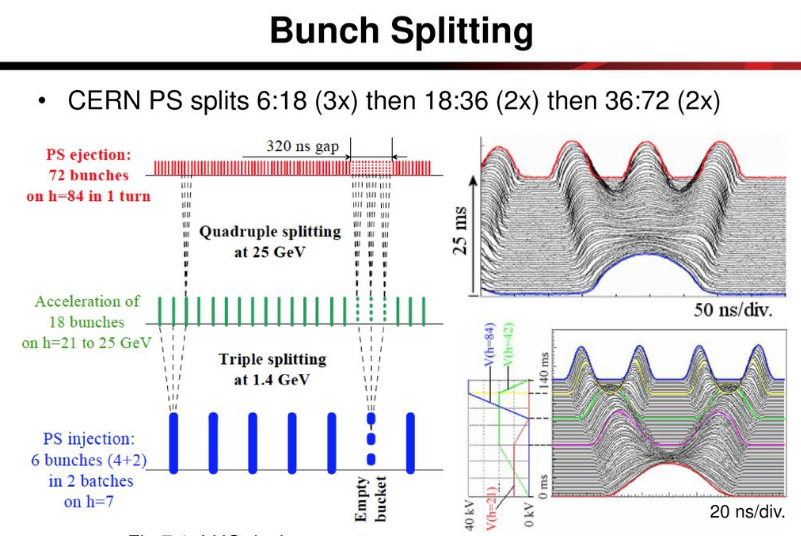 Bunch Splitting
• CERN PS splits 6:18 (3x) then 18:36 (2x) then 36:72 (2x)
PS ejection:
72 bunches
on h=84 in 1 turn
320 ns gap
Quadruple splitting
at 25 GeV
Acceleration of
18 bunches
on h=21 to 25 GeV
Triple splitting
at 1.4 GeV
PS injection:
6 bunches (4+2)
in 2 batches
on h=7
Empty
bucket
25 ms
50 ns/div.
V(h=84)
V(h=42)
V(h=21)
40 kV
0 kV
140 ms
0 ms
20 ns/div.